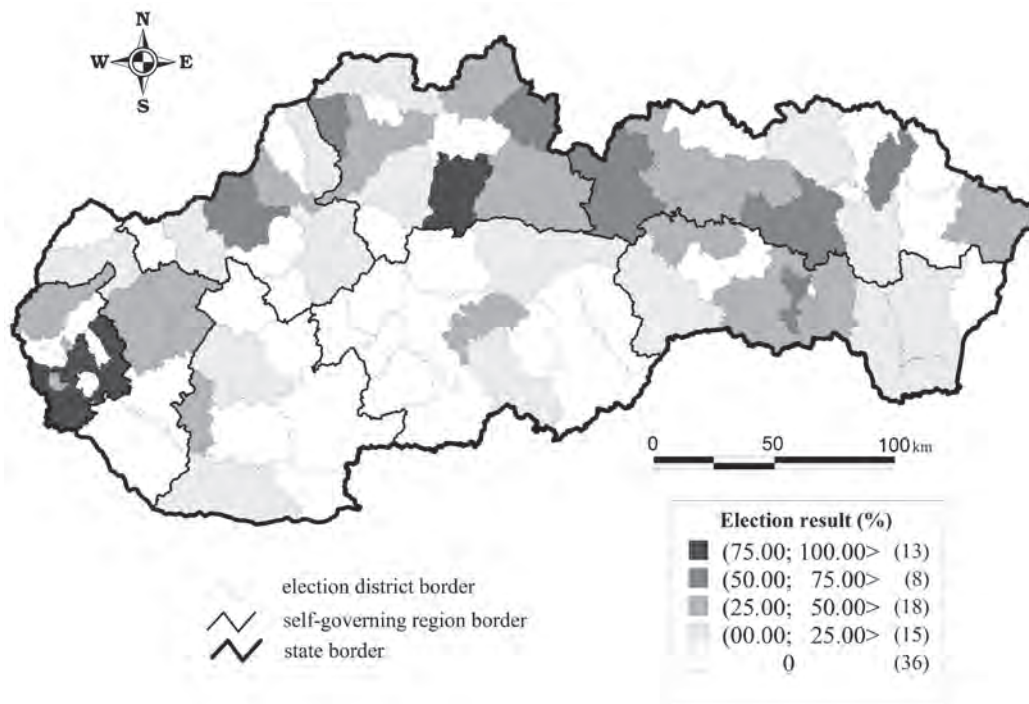 N
W E
S
0 50 100 km
Election result (%)
(75.00; 100.00> (13)
(50.00; 75.00> (8)
(25.00; 50.00> (18)
(00.00; 25.00> (15)
0 (36)
election district border
self-governing region border
state border